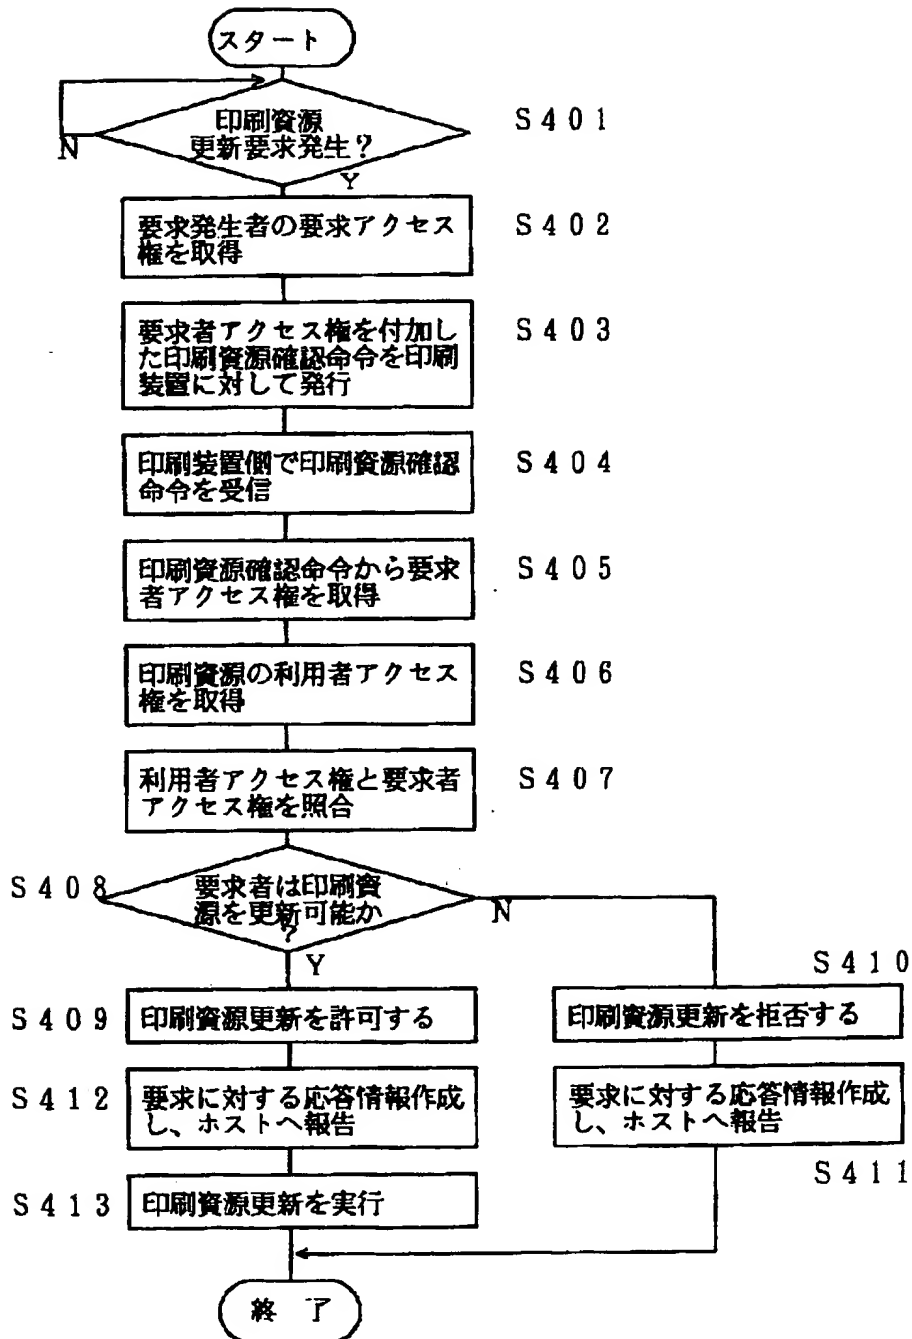 スタート
印刷資源
更新要求発生?
S401
N
Y
要求発生者の要求アクセス
権を取得
S402
要求者アクセス権を付加し
た印刷資源確認命令を印刷
装置に対して発行
S403
印刷装置側で印刷資源確認
命令を受信
S404
印刷資源確認命令から要求
者アクセス権を取得
S405
印刷資源の利用者アクセス
権を取得
S406
利用者アクセス権と要求者
アクセス権を照合
S407
S408
要求者は印刷資
源を更新可能か
?
N
Y
S410
S409
印刷資源更新を許可する
印刷資源更新を拒否する
S412
要求に対する応答情報作成
し、ホストへ報告
要求に対する応答情報作成
し、ホストへ報告
S411
S413
印刷資源更新を実行
終 了